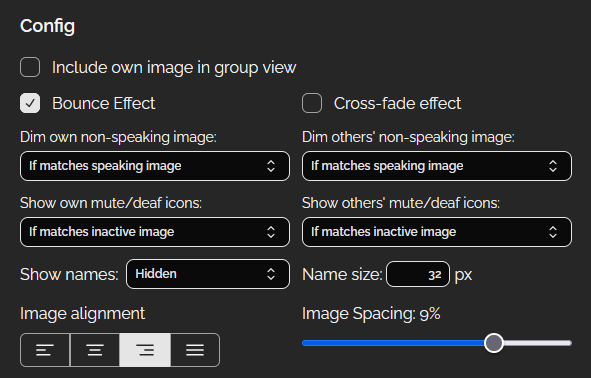 Config
Include own image in group view
Bounce Effect
Cross-fade effect
Dim own non-speaking image:
Dim others' non-speaking image:
If matches speaking image
If matches speaking image
Show own mute/deaf icons:
Show others' mute/deaf icons:
If matches inactive image
If matches inactive image
Show names: Hidden
Name size: 32 px
Image alignment
Image Spacing: 9%